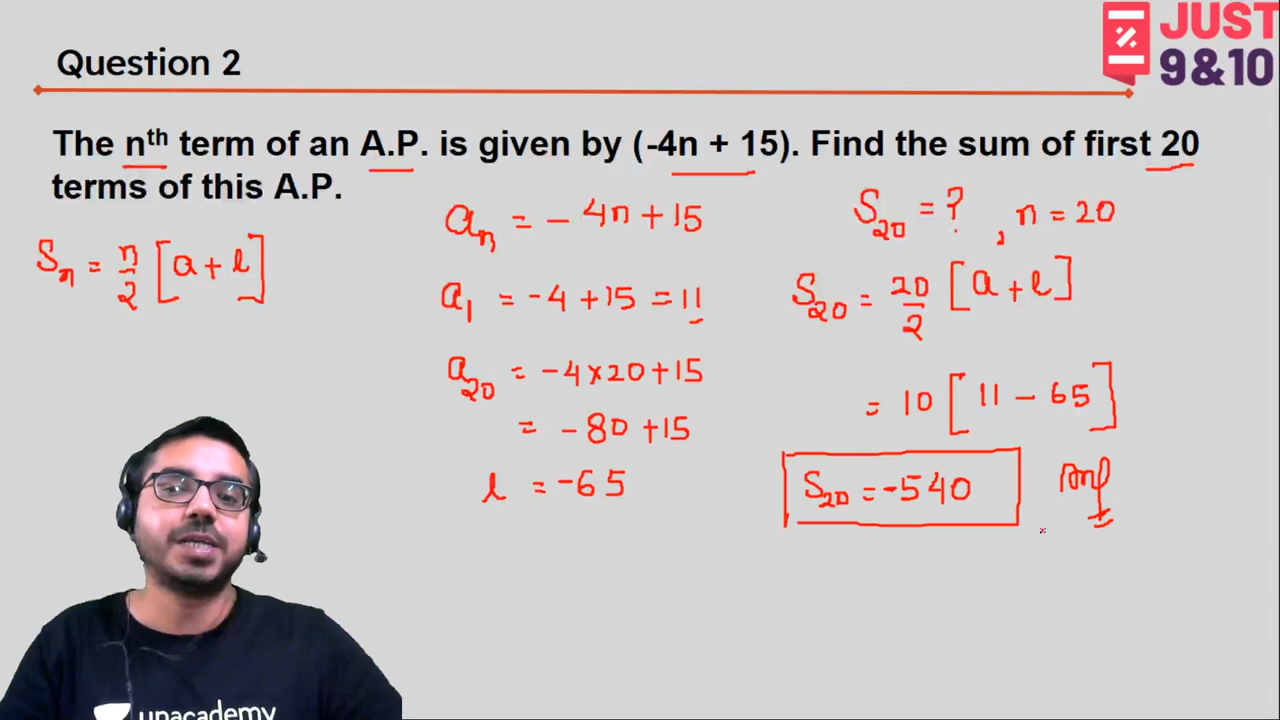 JUST
9&10
Question 2
The nth term of an A.P. is given by (-4n + 15). Find the sum of first 20
terms of this A.P.
Sn = n/2 [a + l]
an = - 4n + 15
a1 = -4 + 15 = 11
a20 = -4 × 20 + 15
= - 80 + 15
l = -65
S20 = ? , n = 20
S20 = 20/2 [a + l]
= 10 [11 - 65]
S20 = -540
unacademy